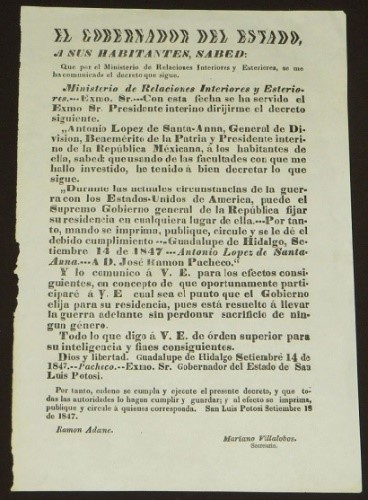 EL GOBERNADOR DEL ESTADO,
A SUS HABITANTES, SABED:
Que por el Ministerio de Relaciones Interiores y Esteriores, se me
ha comunicado el decreto que sigue.
Ministerio de Relaciones Interiores y Esterio-
res.---Exmo. Sr.---Con esta fecha se ha servido el
Exmo Sr. Presidente interino dirijirme el decreto
siguiente.
„Antonio Lopez de Santa-Anna, General de Di-
vision, Benemérito de la Patria y Presidente interi-
no de la República Mexicana, á los habitantes de
ella, sabed: que usando de las facultades con que me
hallo investido, he tenido á bien decretar lo que
sigue.
„Durante las actuales circunstancias de la guer-
ra con los Estados-Unidos de America, puede el
Supremo Gobierno general de la República fijar
su residencia en cualquiera lugar de ella.---Por tan-
to, mando se imprima, publique, circule y se le dé el
debido cumplimiento.---Guadalupe de Hidalgo, Se-
tiembre 14 de 1847---Antonio Lopez de Santa-
Anna.---A D. José Ramon Pacheco."
Y lo comunico á V. E. para los efectos consi-
guientes, en concepto de que oportunamente parti-
ciparé á V. E cual sea el punto que el Gobierno
elija para su residencia, pues está resuelto á llevar
la guerra adelante sin perdonar sacrificio de nin-
gun género.
Todo lo que digo á V. E. de órden superior para
su inteligencia y fines consiguientes.
Dios y libertad. Guadalupe de Hidalgo Setiembre 14 de
1847.--Pacheco.--Exmo. Sr. Gobernador del Estado de San
Luis Potosí.
Por tanto, ordeno se cumpla y ejecute el presente decreto, y que to-
das las autoridades lo hagan cumplir y guardar; y al efecto se imprima,
publique y circule á quienes corresponda. San Luis Potosi Setiembre 18
de 1847.
Ramon Adame.
Mariano Villalobos.
Secretario.